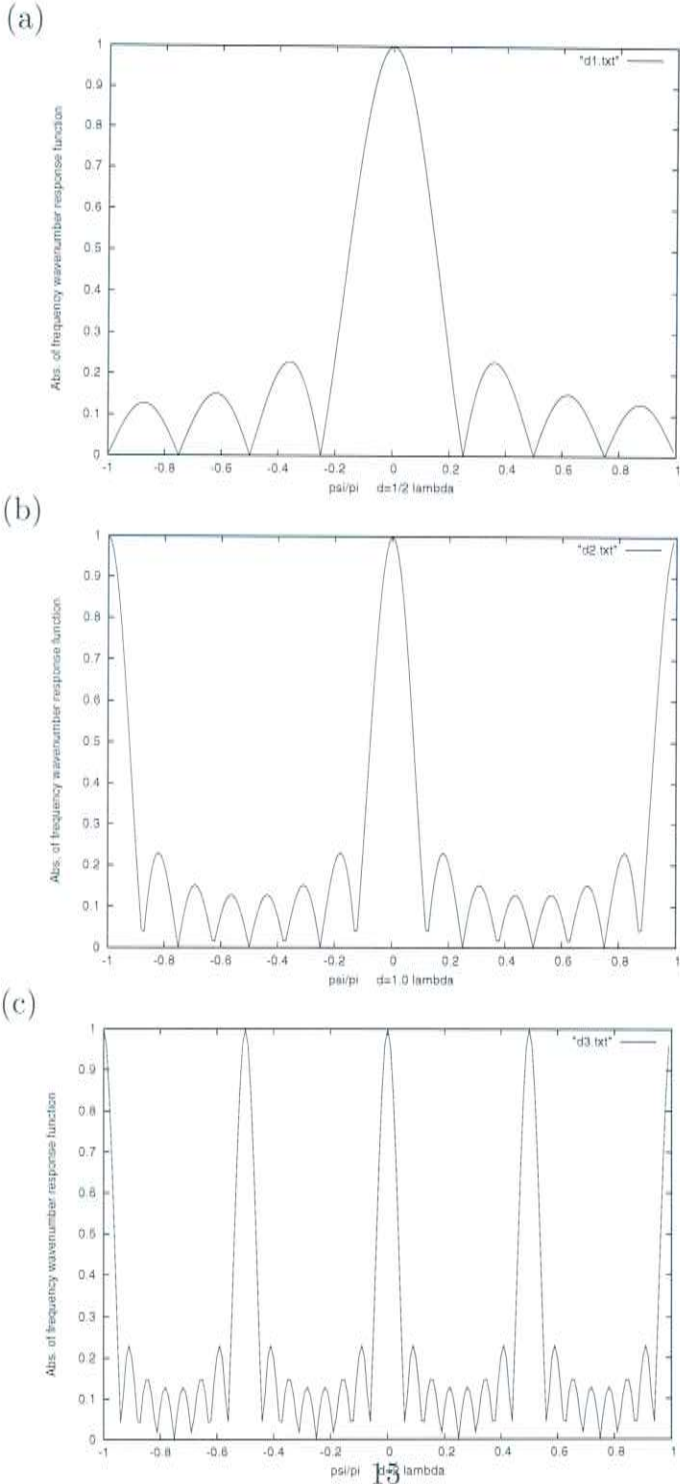 (a)
"d1.txt"
Abs. of frequency wavenumber response function
1
0.9
0.8
0.7
0.6
0.5
0.4
0.3
0.2
0.1
0
-1 -0.8 -0.6 -0.4 -0.2 0 0.2 0.4 0.6 0.8 1
psi/pi d=1/2 lambda
(b)
"d2.txt"
Abs. of frequency wavenumber response function
1
0.9
0.8
0.7
0.6
0.5
0.4
0.3
0.2
0.1
0
-1 -0.8 -0.6 -0.4 -0.2 0 0.2 0.4 0.6 0.8 1
psi/pi d=1.0 lambda
(c)
"d3.txt"
Abs. of frequency wavenumber response function
1
0.9
0.8
0.7
0.6
0.5
0.4
0.3
0.2
0.1
0
-1 -0.8 -0.6 -0.4 -0.2 0 0.2 0.4 0.6 0.8 1
psi/pi lambda
15